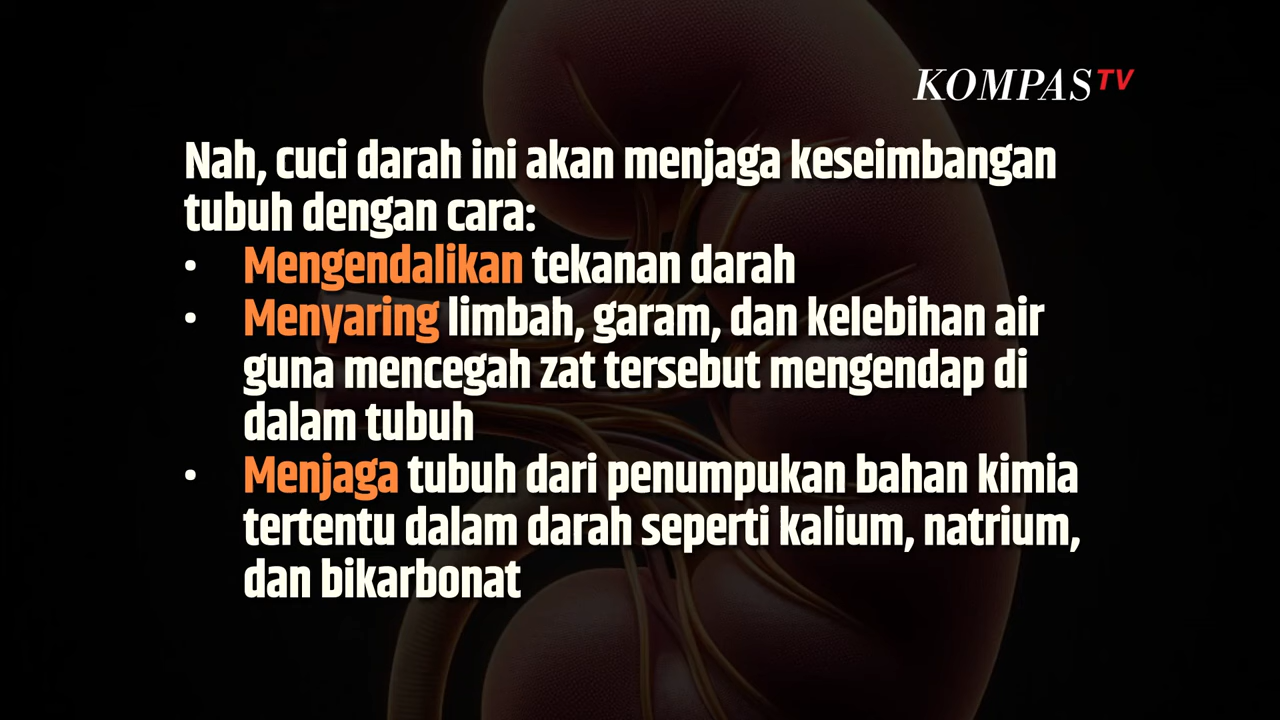 KOMPAS TV
Nah, cuci darah ini akan menjaga keseimbangan
tubuh dengan cara:
• Mengendalikan tekanan darah
• Menyaring limbah, garam, dan kelebihan air
guna mencegah zat tersebut mengendap di
dalam tubuh
• Menjaga tubuh dari penumpukan bahan kimia
tertentu dalam darah seperti kalium, natrium,
dan bikarbonat